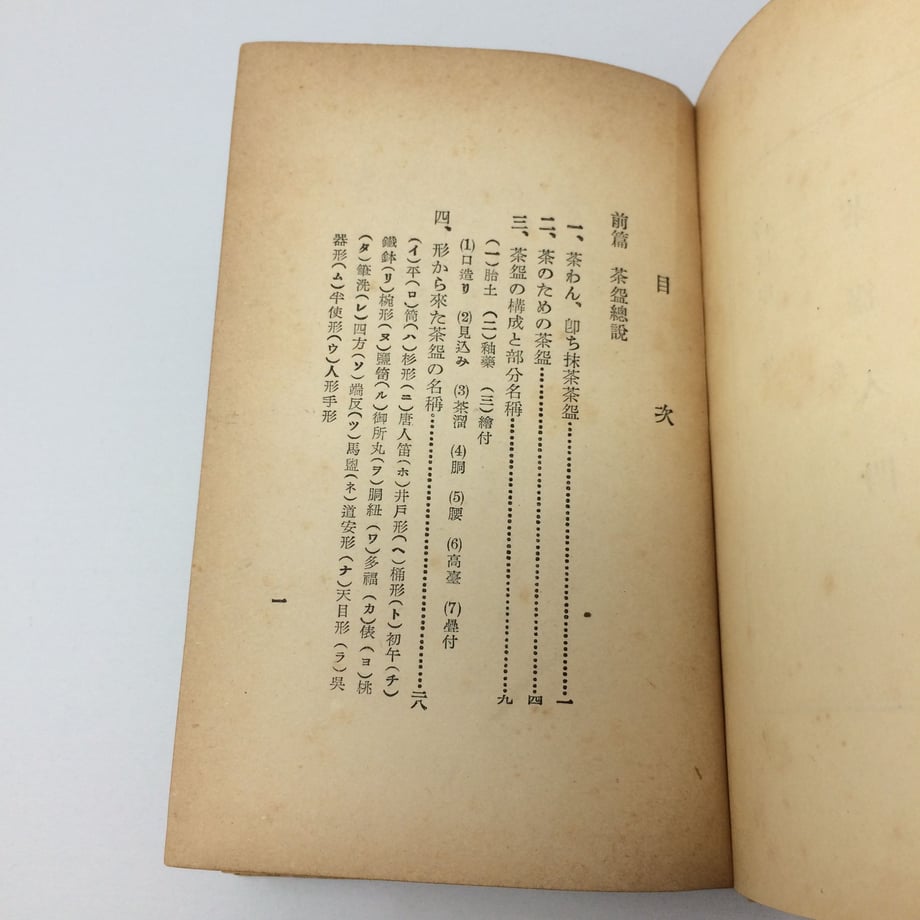 目次
前篇 茶盌總說
一、茶わん、卽ち抹茶茶盌……一
二、茶のための茶盌……四
三、茶盌の構成と部分名稱……九
(一)胎土 (二)釉藥 (三)繪付
(1)口造り (2)見込み (3)茶溜 (4)胴 (5)腰 (6)高臺 (7)疊付
四、形から來た茶盌の名稱……二八
(イ)平(ロ)筒(ハ)杉形(ニ)唐人笛(ホ)井戶形(ヘ)桶形(ト)初午(チ)
鐵鉢(リ)椀形(ヌ)鹽笥(ル)御所丸(ヲ)胴紐(ワ)多福(カ)俵(ヨ)桃
(タ)筆洗(レ)四方(ソ)端反(ツ)馬盥(ネ)道安形(ナ)天目形(ラ)吳
器形(ム)半使形(ウ)人形手形
一